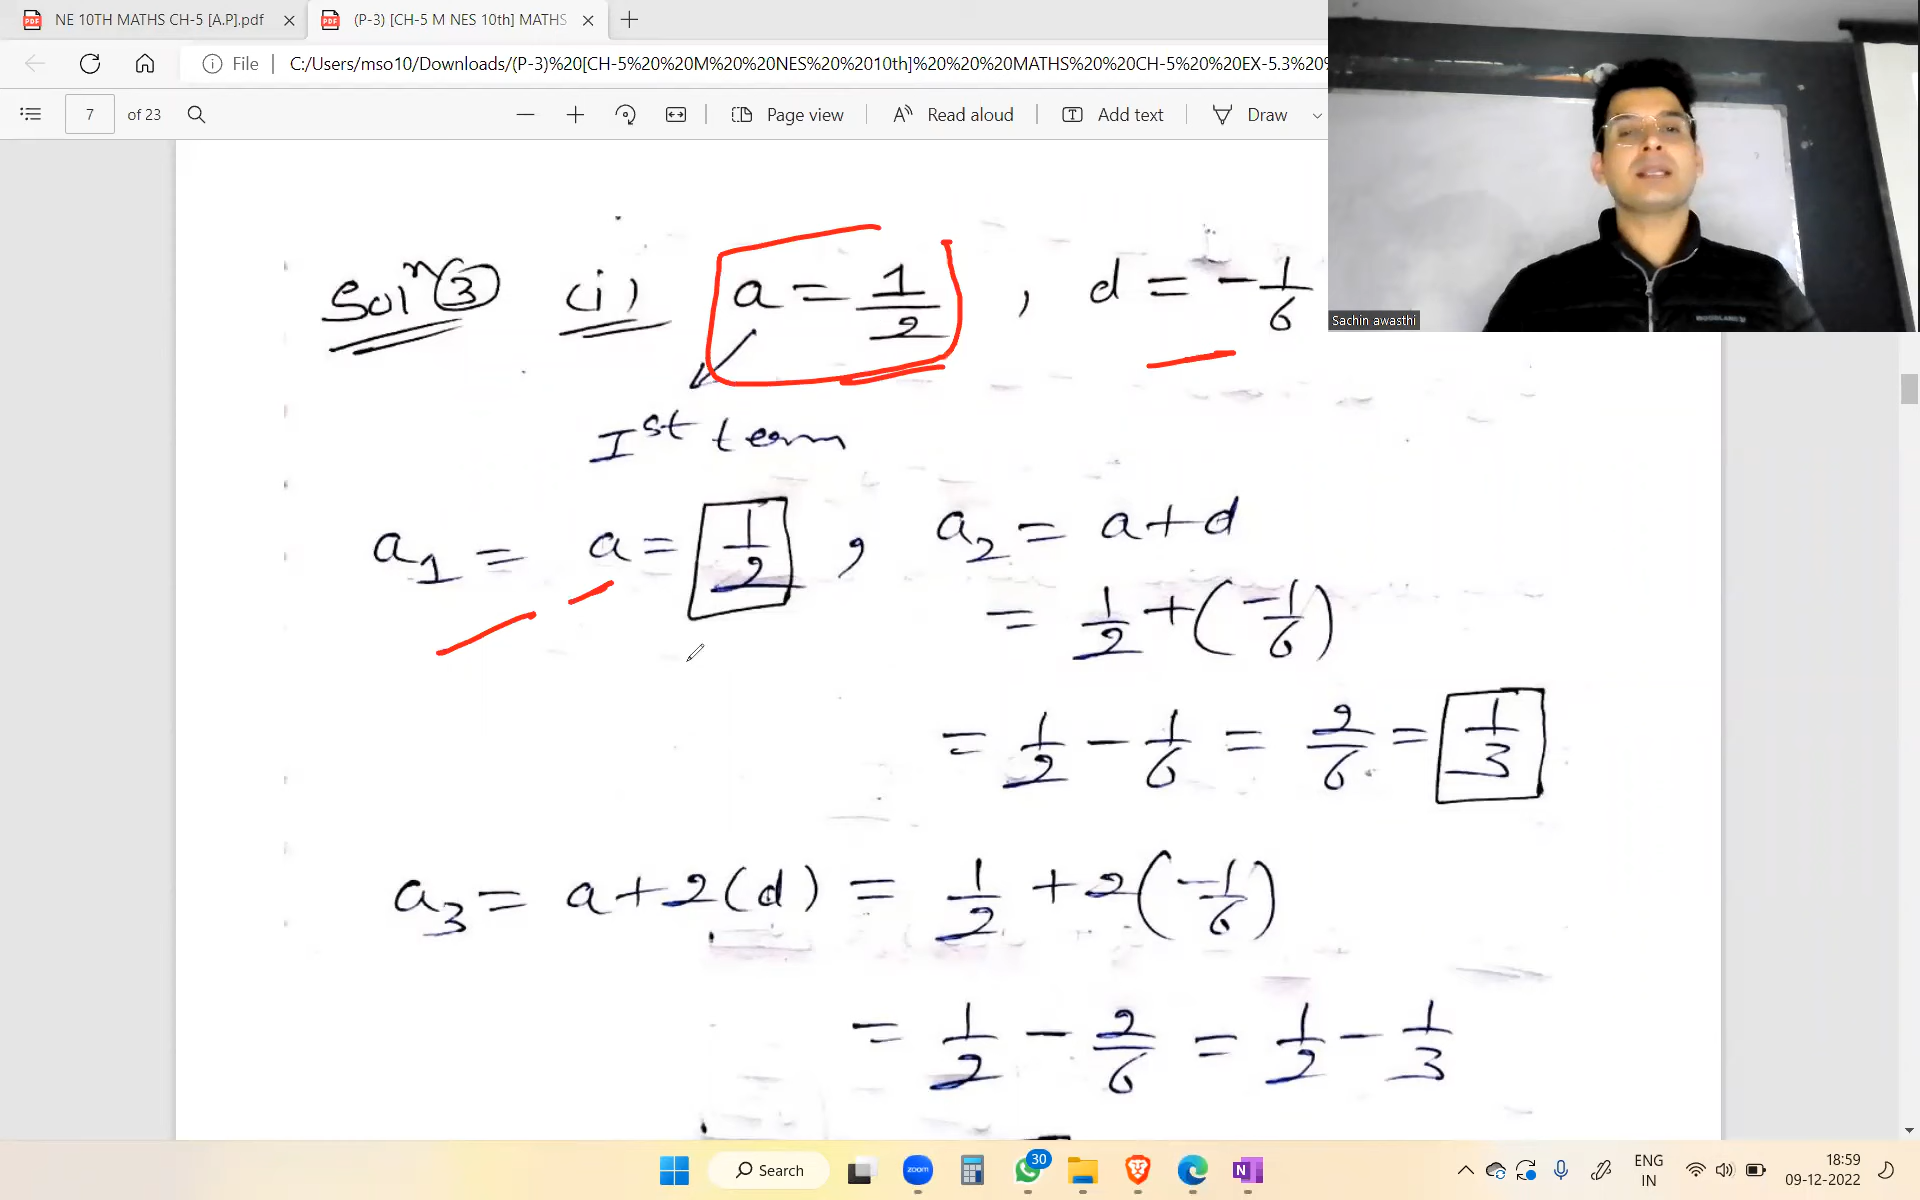 NE 10TH MATHS CH-5 [A.P].pdf
(P-3) [CH-5 M NES 10th] MATHS
File
C:/Users/mso10/Downloads/(P-3)%20[CH-5%20%20M%20%20NES%20%2010th]%20%20%20MATHS%20%20CH-5%20%20EX-5.3%20%
7 of 23
Page view
Read aloud
Add text
Draw
Sachin awasthi
Solⁿ (3) (i) a = 1/2 , d = -1/6
Ist term
a₁ = a = 1/2 , a₂ = a+d
= 1/2 + (-1/6)
= 1/2 - 1/6 = 2/6 = 1/3
a₃ = a+2(d) = 1/2 + 2(-1/6)
= 1/2 - 2/6 = 1/2 - 1/3
Search
zoom
30
N
ENG
IN
18:59
09-12-2022